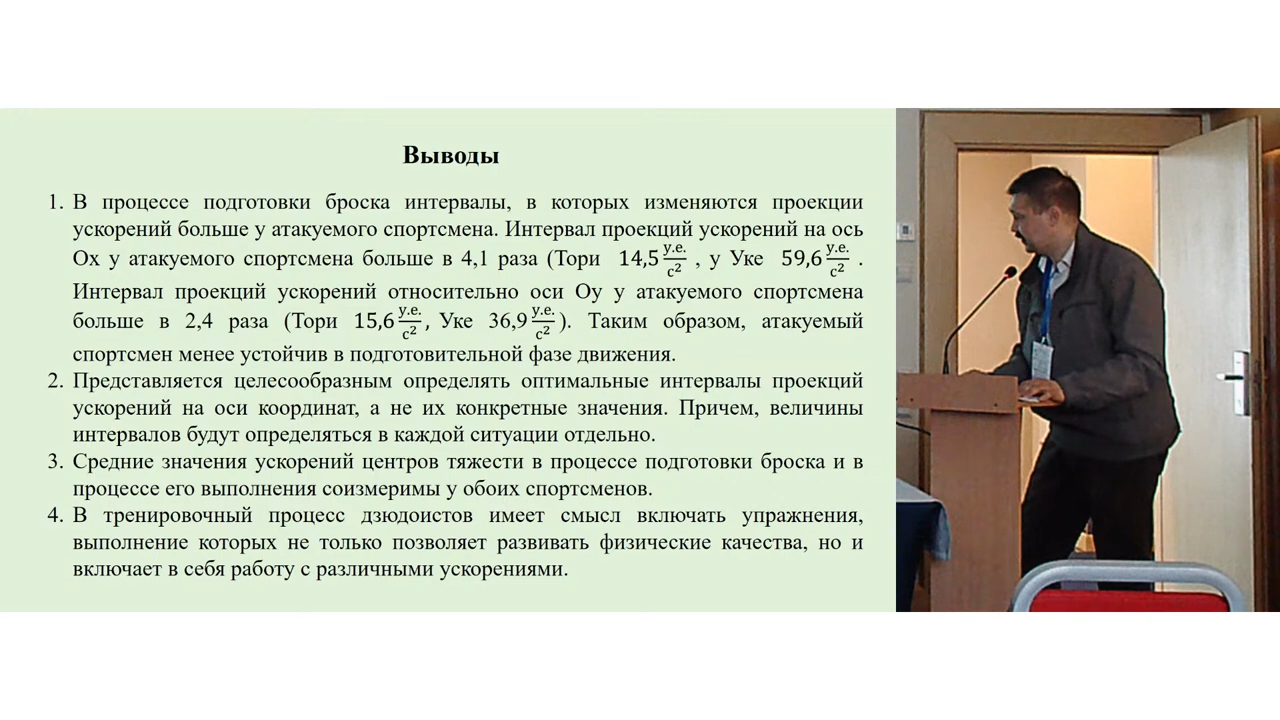 Выводы
1. В процессе подготовки броска интервалы, в которых изменяются проекции
ускорений больше у атакуемого спортсмена. Интервал проекций ускорений на ось
Ох у атакуемого спортсмена больше в 4,1 раза (Тори 14,5 у.е./с² , у Уке 59,6 у.е./с² .
Интервал проекций ускорений относительно оси Оу у атакуемого спортсмена
больше в 2,4 раза (Тори 15,6 у.е./с² , Уке 36,9 у.е./с² ). Таким образом, атакуемый
спортсмен менее устойчив в подготовительной фазе движения.
2. Представляется целесообразным определять оптимальные интервалы проекций
ускорений на оси координат, а не их конкретные значения. Причем, величины
интервалов будут определяться в каждой ситуации отдельно.
3. Средние значения ускорений центров тяжести в процессе подготовки броска и в
процессе его выполнения соизмеримы у обоих спортсменов.
4. В тренировочный процесс дзюдоистов имеет смысл включать упражнения,
выполнение которых не только позволяет развивать физические качества, но и
включает в себя работу с различными ускорениями.